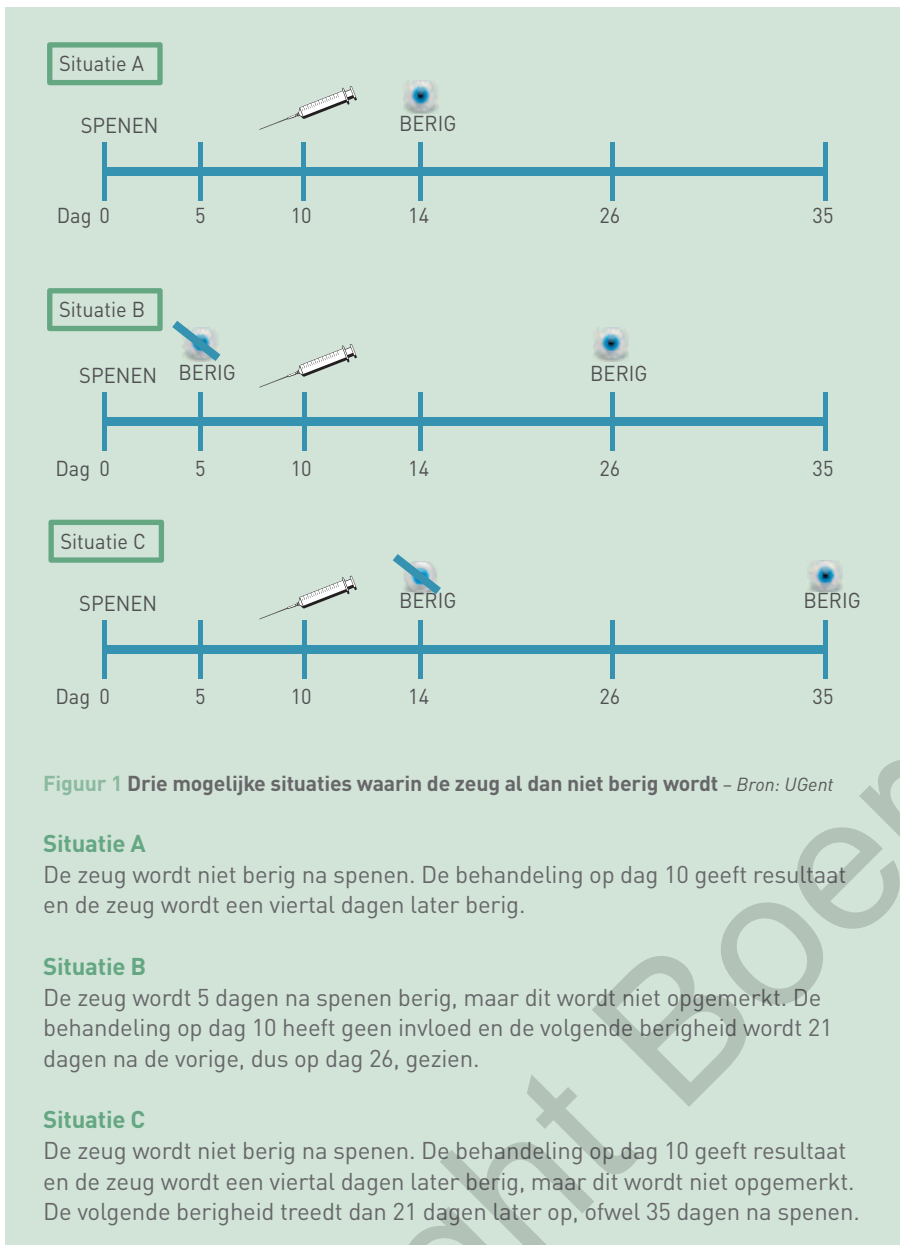 Situatie A
SPENEN BERIG
Dag 0 5 10 14 26 35
Situatie B
SPENEN BERIG BERIG
Dag 0 5 10 14 26 35
Situatie C
SPENEN BERIG BERIG
Dag 0 5 10 14 26 35
Figuur 1 Drie mogelijke situaties waarin de zeug al dan niet berig wordt – Bron: UGent
Situatie A
De zeug wordt niet berig na spenen. De behandeling op dag 10 geeft resultaat
en de zeug wordt een viertal dagen later berig.
Situatie B
De zeug wordt 5 dagen na spenen berig, maar dit wordt niet opgemerkt. De
behandeling op dag 10 heeft geen invloed en de volgende berigheid wordt 21
dagen na de vorige, dus op dag 26, gezien.
Situatie C
De zeug wordt niet berig na spenen. De behandeling op dag 10 geeft resultaat
en de zeug wordt een viertal dagen later berig, maar dit wordt niet opgemerkt.
De volgende berigheid treedt dan 21 dagen later op, ofwel 35 dagen na spenen.